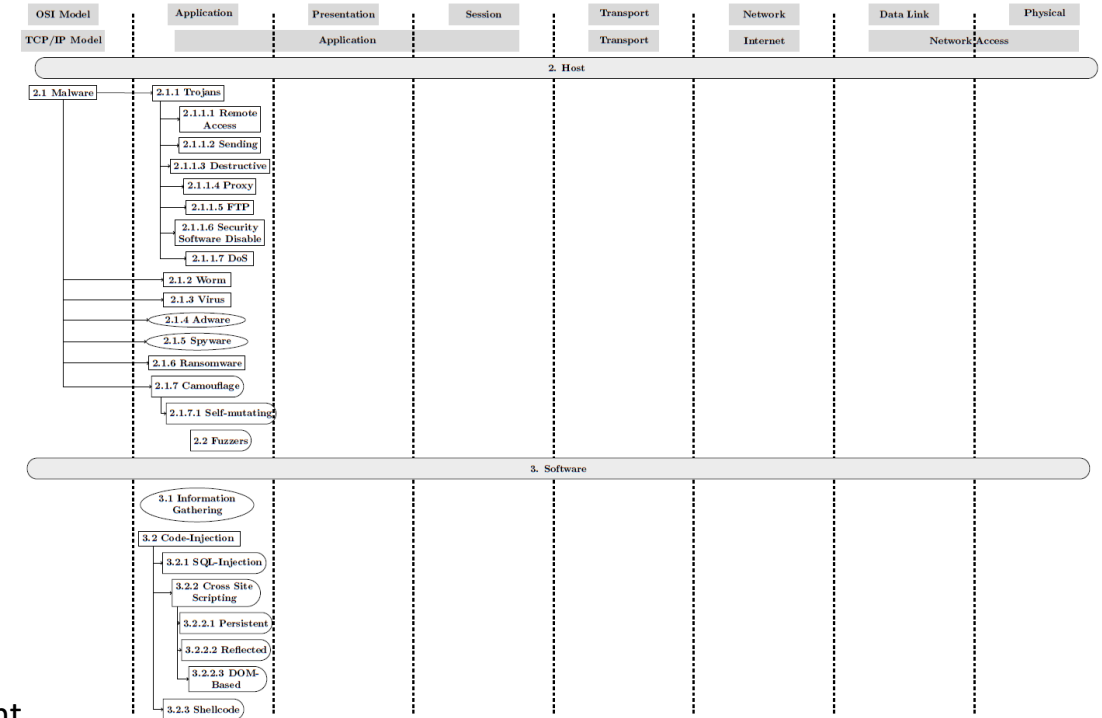 OSI Model Application Presentation Session Transport Network Data Link Physical
TCP/IP Model Application Transport Internet Network Access
2. Host
2.1 Malware 2.1.1 Trojans
2.1.1.1 Remote
Access
2.1.1.2 Sending
2.1.1.3 Destructive
2.1.1.4 Proxy
2.1.1.5 FTP
2.1.1.6 Security
Software Disable
2.1.1.7 DoS
2.1.2 Worm
2.1.3 Virus
2.1.4 Adware
2.1.5 Spyware
2.1.6 Ransomware
2.1.7 Camouflage
2.1.7.1 Self-mutating
2.2 Fuzzers
3. Software
3.1 Information
Gathering
3.2 Code-Injection
3.2.1 SQL-Injection
3.2.2 Cross Site
Scripting
3.2.2.1 Persistent
3.2.2.2 Reflected
3.2.2.3 DOM-
Based
3.2.3 Shellcode